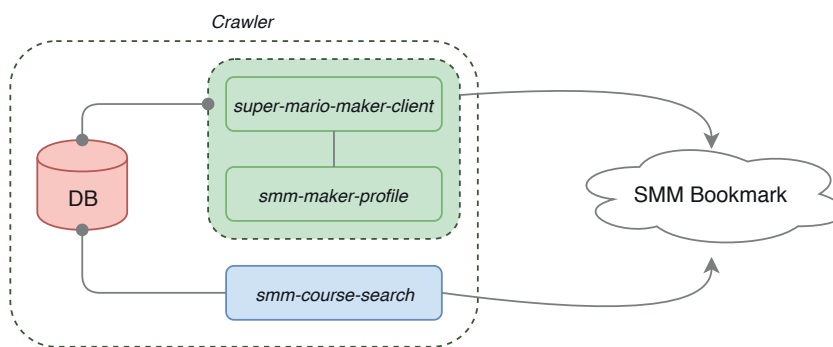 Crawler
super-mario-maker-client
DB
smm-maker-profile
SMM Bookmark
smm-course-search